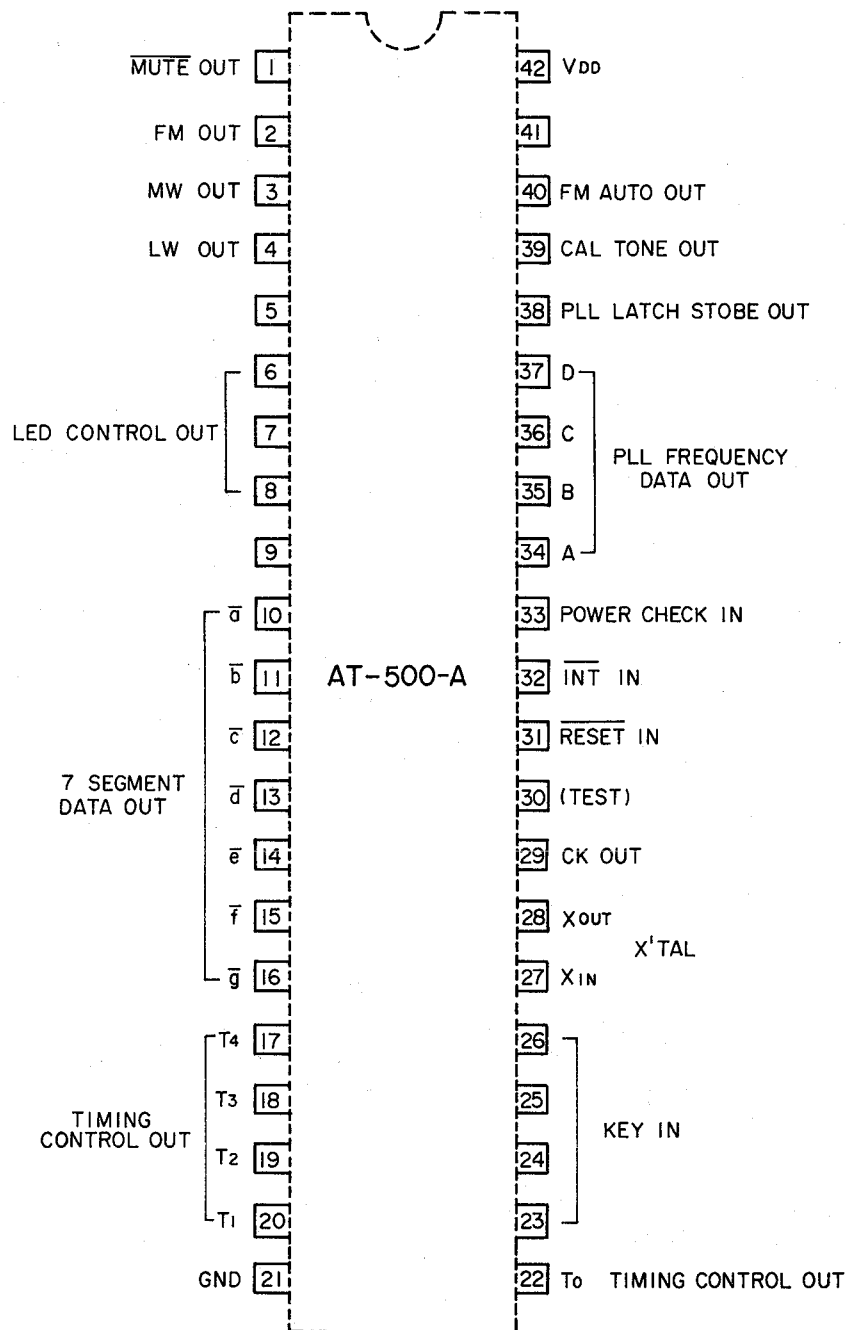 MUTE OUT 1 42 VDD
FM OUT 2 41
MW OUT 3 40 FM AUTO OUT
LW OUT 4 39 CAL TONE OUT
5 38 PLL LATCH STOBE OUT
6 37 D
LED CONTROL OUT 7 36 C
PLL FREQUENCY
DATA OUT
8 35 B
9 34 A
a̅ 10 33 POWER CHECK IN
b̅ 11 AT-500-A 32 I̅N̅T̅ IN
c̅ 12 31 R̅E̅S̅E̅T̅ IN
7 SEGMENT
DATA OUT
d̅ 13 30 (TEST)
e̅ 14 29 CK OUT
f̅ 15 28 XOUT
X'TAL
g̅ 16 27 XIN
T4 17 26
T3 18 25
TIMING
CONTROL OUT
KEY IN
T2 19 24
T1 20 23
GND 21 22 To TIMING CONTROL OUT